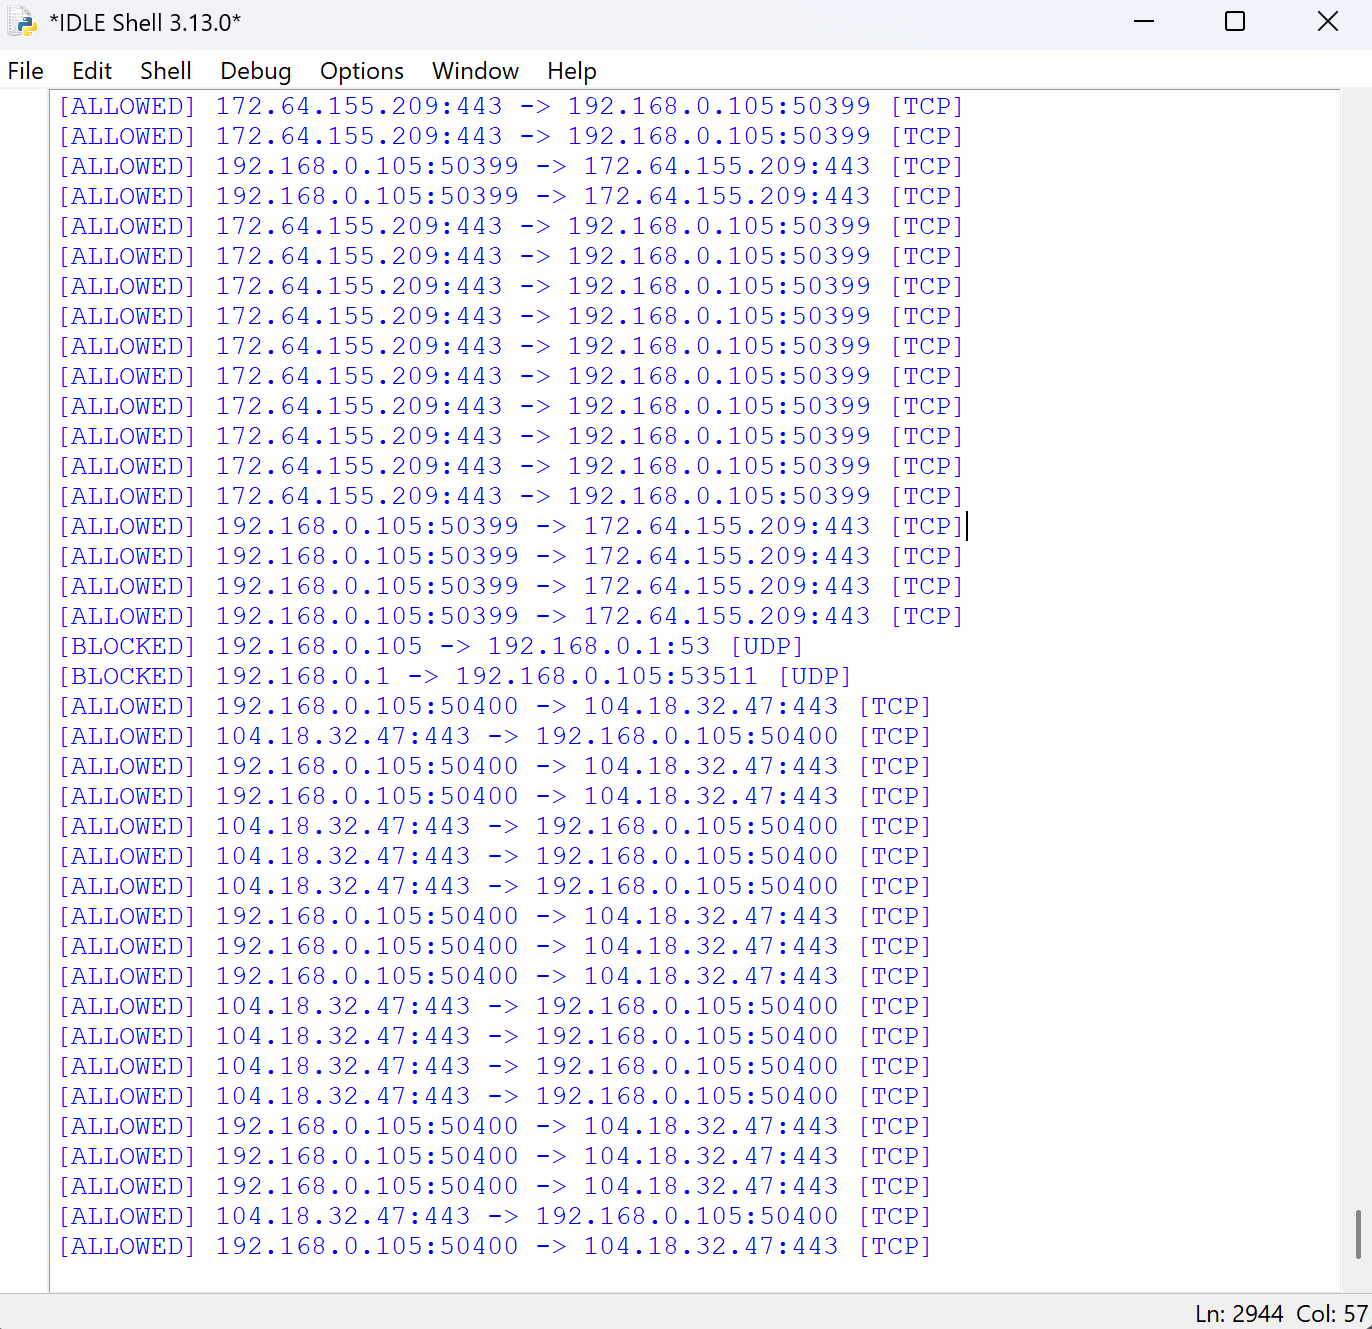 *IDLE Shell 3.13.0*
File Edit Shell Debug Options Window Help
[ALLOWED] 172.64.155.209:443 -> 192.168.0.105:50399 [TCP]
[ALLOWED] 172.64.155.209:443 -> 192.168.0.105:50399 [TCP]
[ALLOWED] 192.168.0.105:50399 -> 172.64.155.209:443 [TCP]
[ALLOWED] 192.168.0.105:50399 -> 172.64.155.209:443 [TCP]
[ALLOWED] 172.64.155.209:443 -> 192.168.0.105:50399 [TCP]
[ALLOWED] 172.64.155.209:443 -> 192.168.0.105:50399 [TCP]
[ALLOWED] 172.64.155.209:443 -> 192.168.0.105:50399 [TCP]
[ALLOWED] 172.64.155.209:443 -> 192.168.0.105:50399 [TCP]
[ALLOWED] 172.64.155.209:443 -> 192.168.0.105:50399 [TCP]
[ALLOWED] 172.64.155.209:443 -> 192.168.0.105:50399 [TCP]
[ALLOWED] 172.64.155.209:443 -> 192.168.0.105:50399 [TCP]
[ALLOWED] 172.64.155.209:443 -> 192.168.0.105:50399 [TCP]
[ALLOWED] 172.64.155.209:443 -> 192.168.0.105:50399 [TCP]
[ALLOWED] 172.64.155.209:443 -> 192.168.0.105:50399 [TCP]
[ALLOWED] 192.168.0.105:50399 -> 172.64.155.209:443 [TCP]
[ALLOWED] 192.168.0.105:50399 -> 172.64.155.209:443 [TCP]
[ALLOWED] 192.168.0.105:50399 -> 172.64.155.209:443 [TCP]
[ALLOWED] 192.168.0.105:50399 -> 172.64.155.209:443 [TCP]
[BLOCKED] 192.168.0.105 -> 192.168.0.1:53 [UDP]
[BLOCKED] 192.168.0.1 -> 192.168.0.105:53511 [UDP]
[ALLOWED] 192.168.0.105:50400 -> 104.18.32.47:443 [TCP]
[ALLOWED] 104.18.32.47:443 -> 192.168.0.105:50400 [TCP]
[ALLOWED] 192.168.0.105:50400 -> 104.18.32.47:443 [TCP]
[ALLOWED] 192.168.0.105:50400 -> 104.18.32.47:443 [TCP]
[ALLOWED] 104.18.32.47:443 -> 192.168.0.105:50400 [TCP]
[ALLOWED] 104.18.32.47:443 -> 192.168.0.105:50400 [TCP]
[ALLOWED] 104.18.32.47:443 -> 192.168.0.105:50400 [TCP]
[ALLOWED] 192.168.0.105:50400 -> 104.18.32.47:443 [TCP]
[ALLOWED] 192.168.0.105:50400 -> 104.18.32.47:443 [TCP]
[ALLOWED] 192.168.0.105:50400 -> 104.18.32.47:443 [TCP]
[ALLOWED] 104.18.32.47:443 -> 192.168.0.105:50400 [TCP]
[ALLOWED] 104.18.32.47:443 -> 192.168.0.105:50400 [TCP]
[ALLOWED] 104.18.32.47:443 -> 192.168.0.105:50400 [TCP]
[ALLOWED] 104.18.32.47:443 -> 192.168.0.105:50400 [TCP]
[ALLOWED] 192.168.0.105:50400 -> 104.18.32.47:443 [TCP]
[ALLOWED] 192.168.0.105:50400 -> 104.18.32.47:443 [TCP]
[ALLOWED] 192.168.0.105:50400 -> 104.18.32.47:443 [TCP]
[ALLOWED] 104.18.32.47:443 -> 192.168.0.105:50400 [TCP]
[ALLOWED] 192.168.0.105:50400 -> 104.18.32.47:443 [TCP]
Ln: 2944 Col: 57